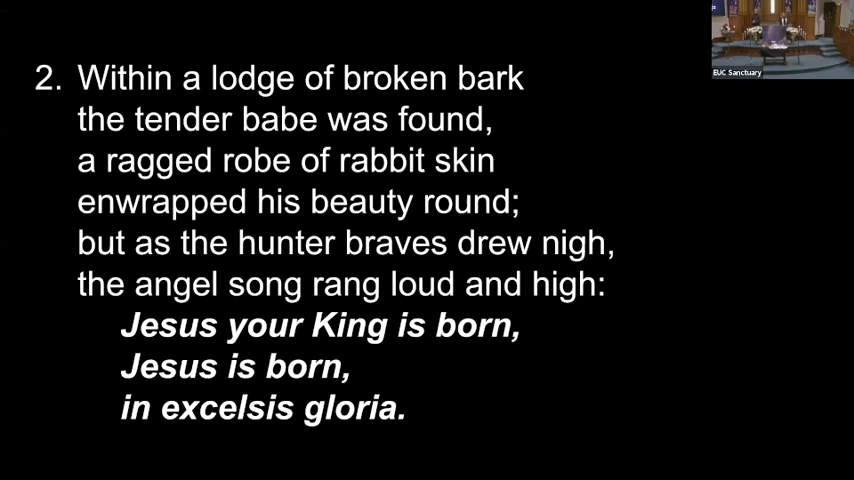 2. Within a lodge of broken bark
the tender babe was found,
a ragged robe of rabbit skin
enwrapped his beauty round;
but as the hunter braves drew nigh,
the angel song rang loud and high:
Jesus your King is born,
Jesus is born,
in excelsis gloria.
EUC Sanctuary